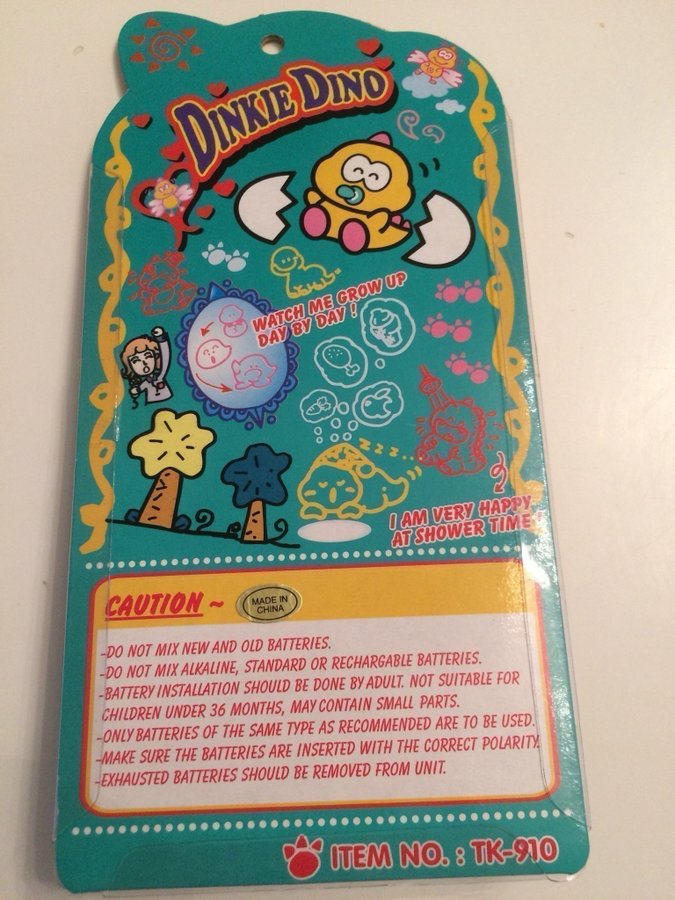 DINKIE DINO
WATCH ME GROW UP
DAY BY DAY !
Z Z Z Z
I AM VERY HAPPY
AT SHOWER TIME
CAUTION ~
MADE IN
CHINA
-DO NOT MIX NEW AND OLD BATTERIES.
-DO NOT MIX ALKALINE, STANDARD OR RECHARGABLE BATTERIES.
-BATTERY INSTALLATION SHOULD BE DONE BY ADULT. NOT SUITABLE FOR
CHILDREN UNDER 36 MONTHS, MAY CONTAIN SMALL PARTS.
-ONLY BATTERIES OF THE SAME TYPE AS RECOMMENDED ARE TO BE USED.
-MAKE SURE THE BATTERIES ARE INSERTED WITH THE CORRECT POLARITY.
-EXHAUSTED BATTERIES SHOULD BE REMOVED FROM UNIT.
ITEM NO. : TK-910